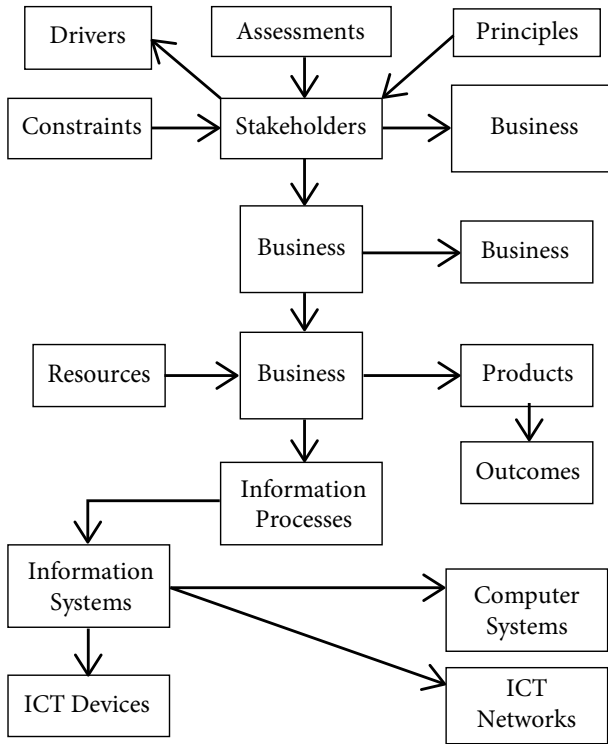 Drivers
Assessments
Principles
Constraints
Stakeholders
Business
Business
Business
Resources
Business
Products
Outcomes
Information
Processes
Information
Systems
Computer
Systems
ICT Devices
ICT
Networks